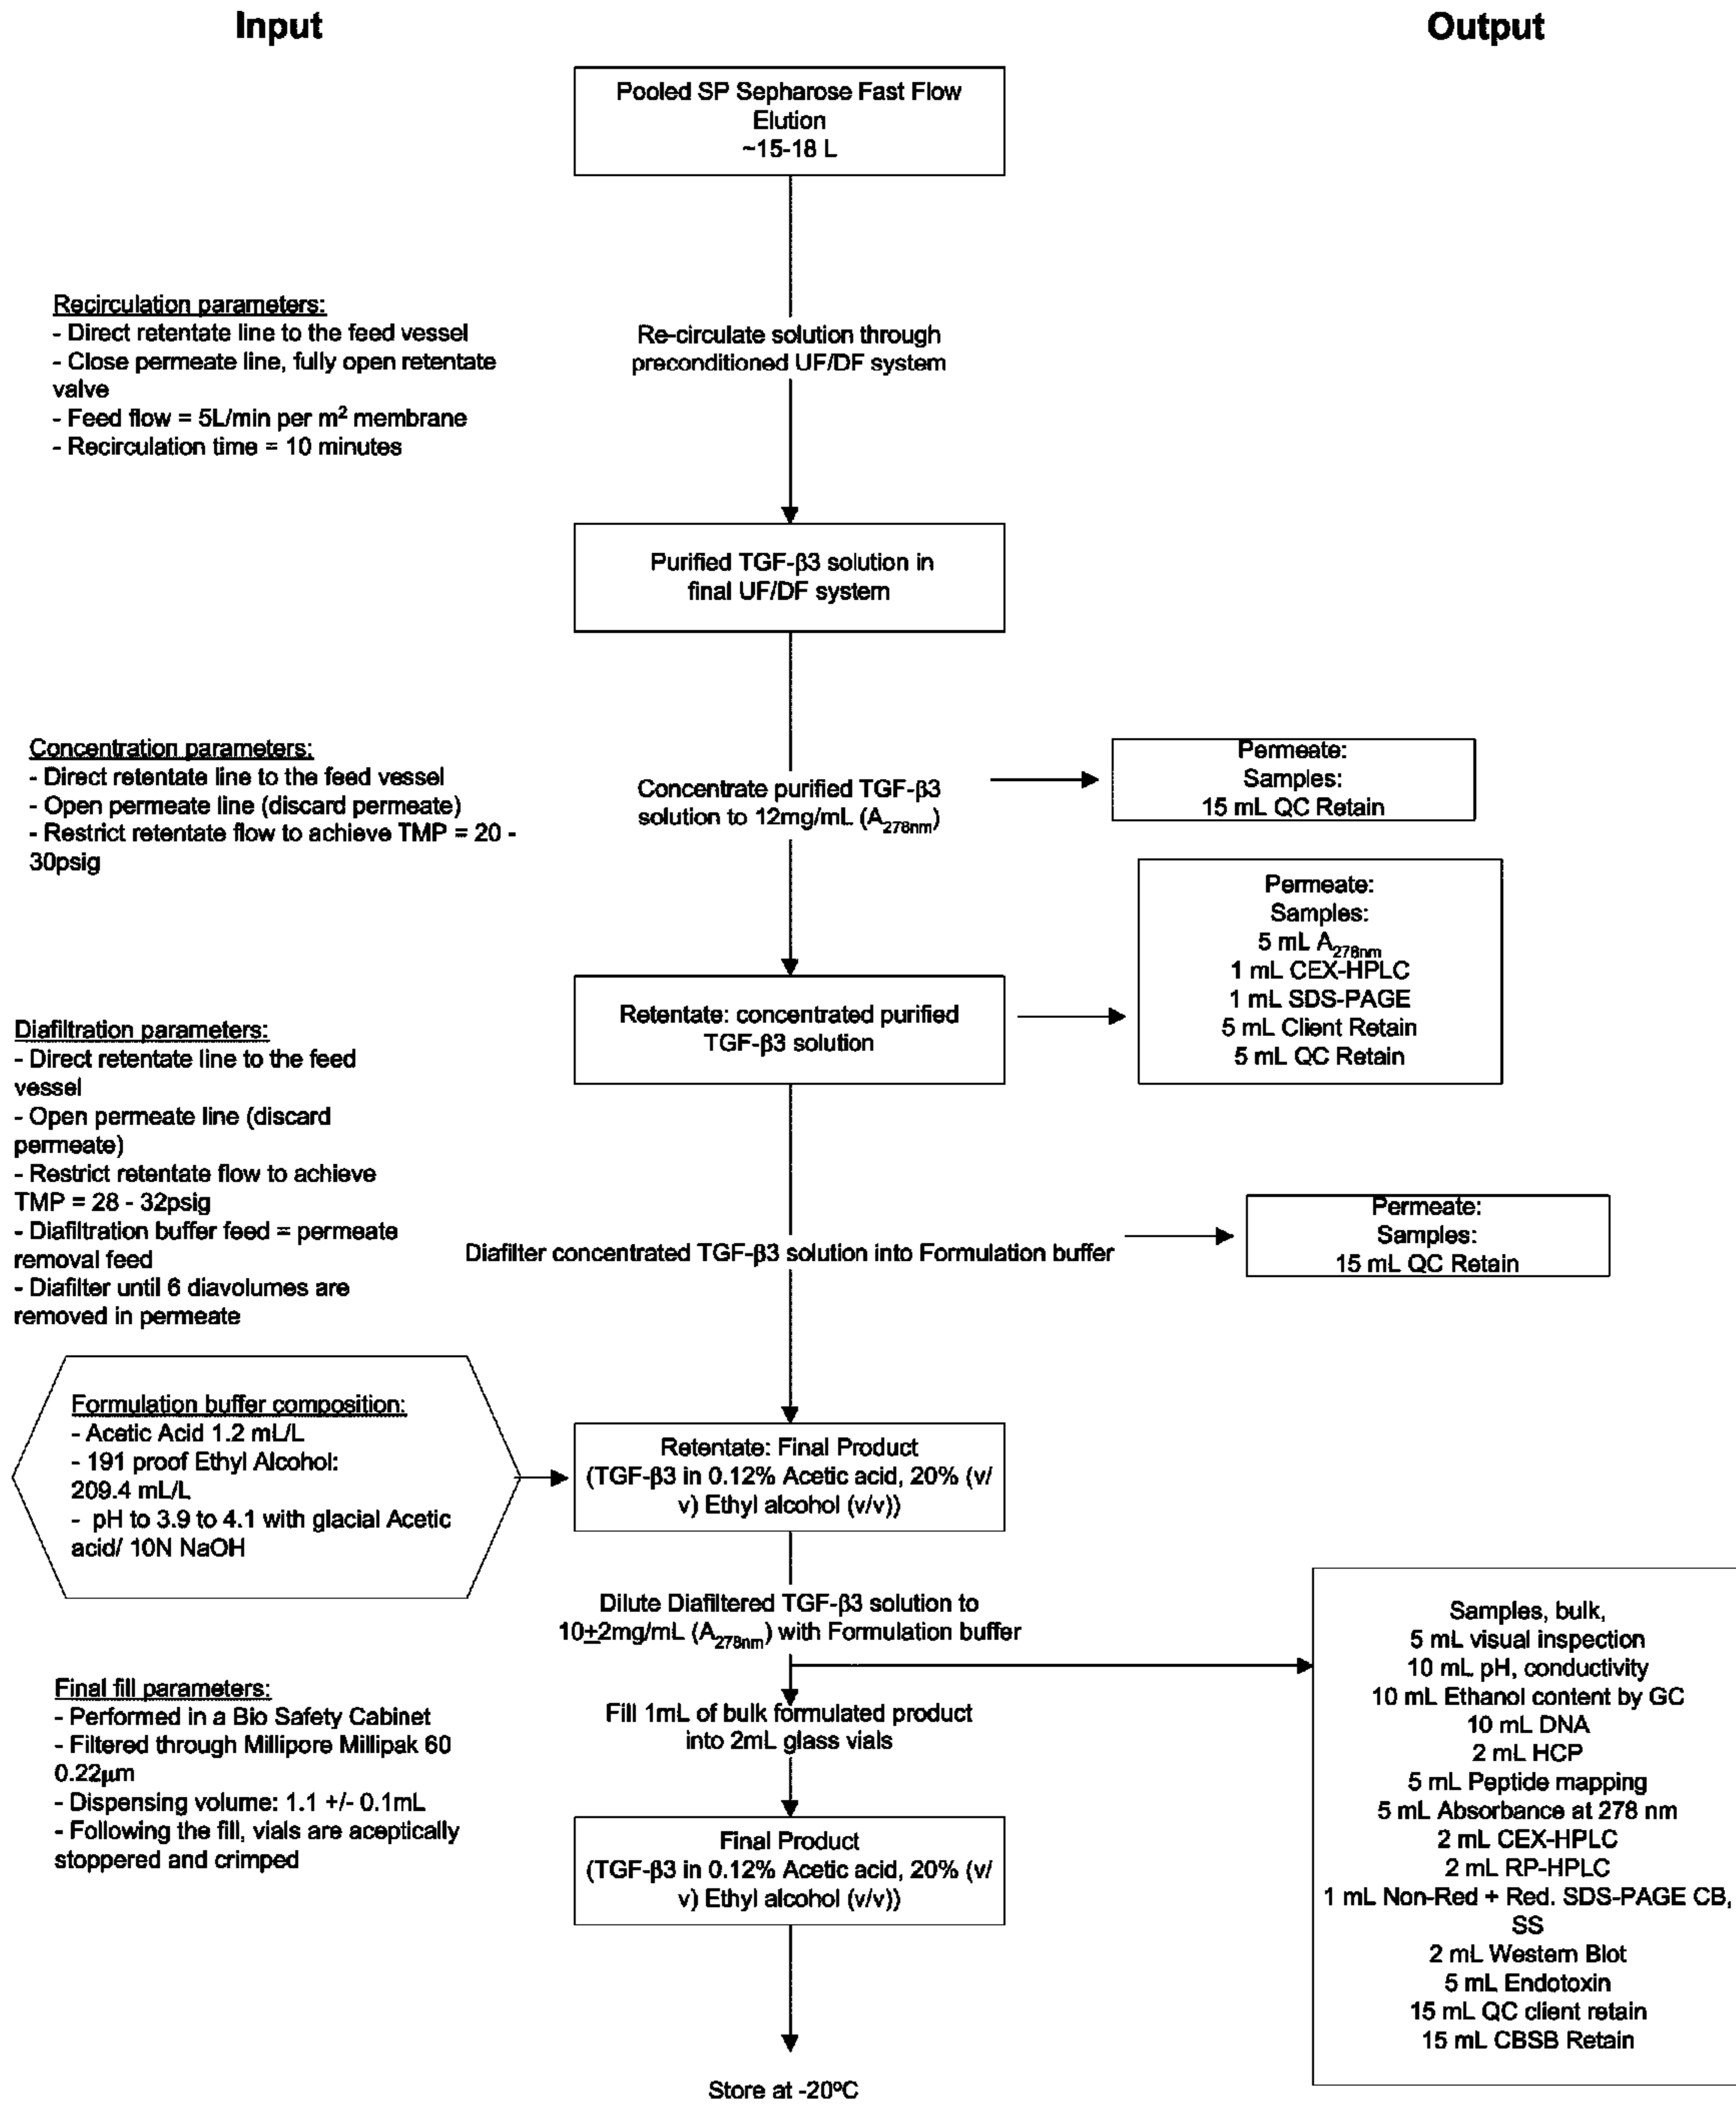 Input
Output
Pooled SP Sepharose Fast Flow
Elution
~15-18 L
Recirculation parameters:
- Direct retentate line to the feed vessel
- Close permeate line, fully open retentate
valve
- Feed flow = 5L/min per m² membrane
- Recirculation time = 10 minutes
Re-circulate solution through
preconditioned UF/DF system
Purified TGF-β3 solution in
final UF/DF system
Concentration parameters:
- Direct retentate line to the feed vessel
- Open permeate line (discard permeate)
- Restrict retentate flow to achieve TMP = 20 -
30psig
Concentrate purified TGF-β3
solution to 12mg/mL (A278nm)
Permeate:
Samples:
15 mL QC Retain
Permeate:
Samples:
5 mL A278nm
1 mL CEX-HPLC
1 mL SDS-PAGE
5 mL Client Retain
5 mL QC Retain
Retentate: concentrated purified
TGF-β3 solution
Diafiltration parameters:
- Direct retentate line to the feed
vessel
- Open permeate line (discard
permeate)
- Restrict retentate flow to achieve
TMP = 28 - 32psig
- Diafiltration buffer feed = permeate
removal feed
- Diafilter until 6 diavolumes are
removed in permeate
Diafilter concentrated TGF-β3 solution into Formulation buffer
Permeate:
Samples:
15 mL QC Retain
Formulation buffer composition:
- Acetic Acid 1.2 mL/L
- 191 proof Ethyl Alcohol:
209.4 mL/L
- pH to 3.9 to 4.1 with glacial Acetic
acid/ 10N NaOH
Retentate: Final Product
(TGF-β3 in 0.12% Acetic acid, 20% (v/
v) Ethyl alcohol (v/v))
Dilute Diafiltered TGF-β3 solution to
10±2mg/mL (A278nm) with Formulation buffer
Final fill parameters:
- Performed in a Bio Safety Cabinet
- Filtered through Millipore Millipak 60
0.22μm
- Dispensing volume: 1.1 +/- 0.1mL
- Following the fill, vials are aceptically
stoppered and crimped
Fill 1mL of bulk formulated product
into 2mL glass vials
Final Product
(TGF-β3 in 0.12% Acetic acid, 20% (v/
v) Ethyl alcohol (v/v))
Samples, bulk,
5 mL visual inspection
10 mL pH, conductivity
10 mL Ethanol content by GC
10 mL DNA
2 mL HCP
5 mL Peptide mapping
5 mL Absorbance at 278 nm
2 mL CEX-HPLC
2 mL RP-HPLC
1 mL Non-Red + Red. SDS-PAGE CB,
SS
2 mL Western Blot
5 mL Endotoxin
15 mL QC client retain
15 mL CBSB Retain
Store at -20ºC